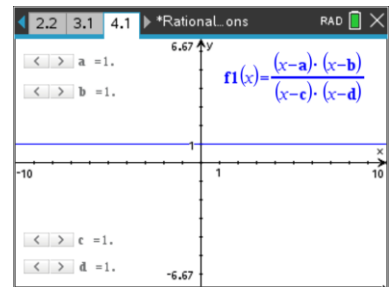 2.2 3.1 4.1 *Rational...ons RAD
6.67 y
< > a =1.
< > b =1.
f1(x)=(x-a)·(x-b)/(x-c)·(x-d)
1
x
-10 1 10
< > c =1.
< > d =1.
-6.67